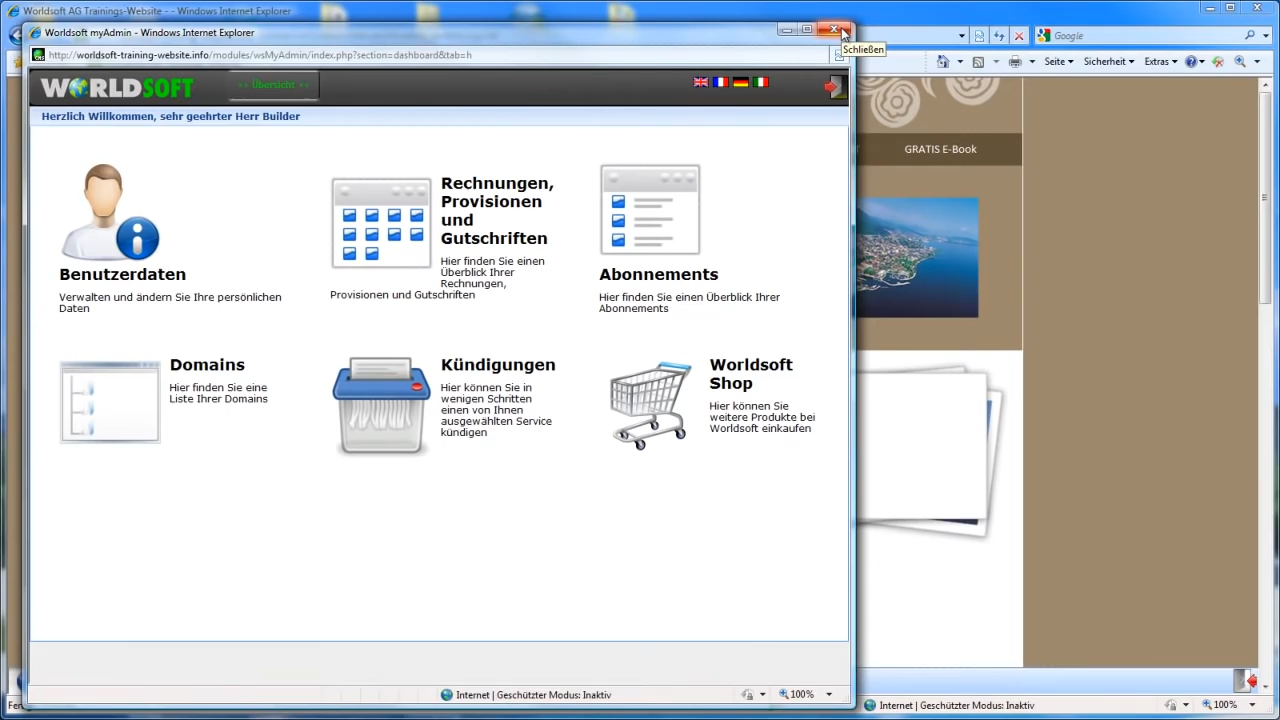 Worldsoft AG Trainings-Website - - Windows Internet Explorer
Worldsoft myAdmin - Windows Internet Explorer
Schließen
http://worldsoft-training-website.info/modules/wsMyAdmin/index.php?section=dashboard&tab=h
Google
Seite
Sicherheit
Extras
WORLDSOFT
>> Übersicht <<
Herzlich Willkommen, sehr geehrter Herr Builder
GRATIS E-Book
Benutzerdaten
Verwalten und ändern Sie Ihre persönlichen
Daten
Rechnungen,
Provisionen
und
Gutschriften
Hier finden Sie einen
Überblick Ihrer
Rechnungen,
Provisionen und Gutschriften
Abonnements
Hier finden Sie einen Überblick Ihrer
Abonnements
Domains
Hier finden Sie eine
Liste Ihrer Domains
Kündigungen
Hier können Sie in
wenigen Schritten
einen von Ihnen
ausgewählten Service
kündigen
Worldsoft
Shop
Hier können Sie
weitere Produkte bei
Worldsoft einkaufen
Internet | Geschützter Modus: Inaktiv
100%
Internet | Geschützter Modus: Inaktiv
100%